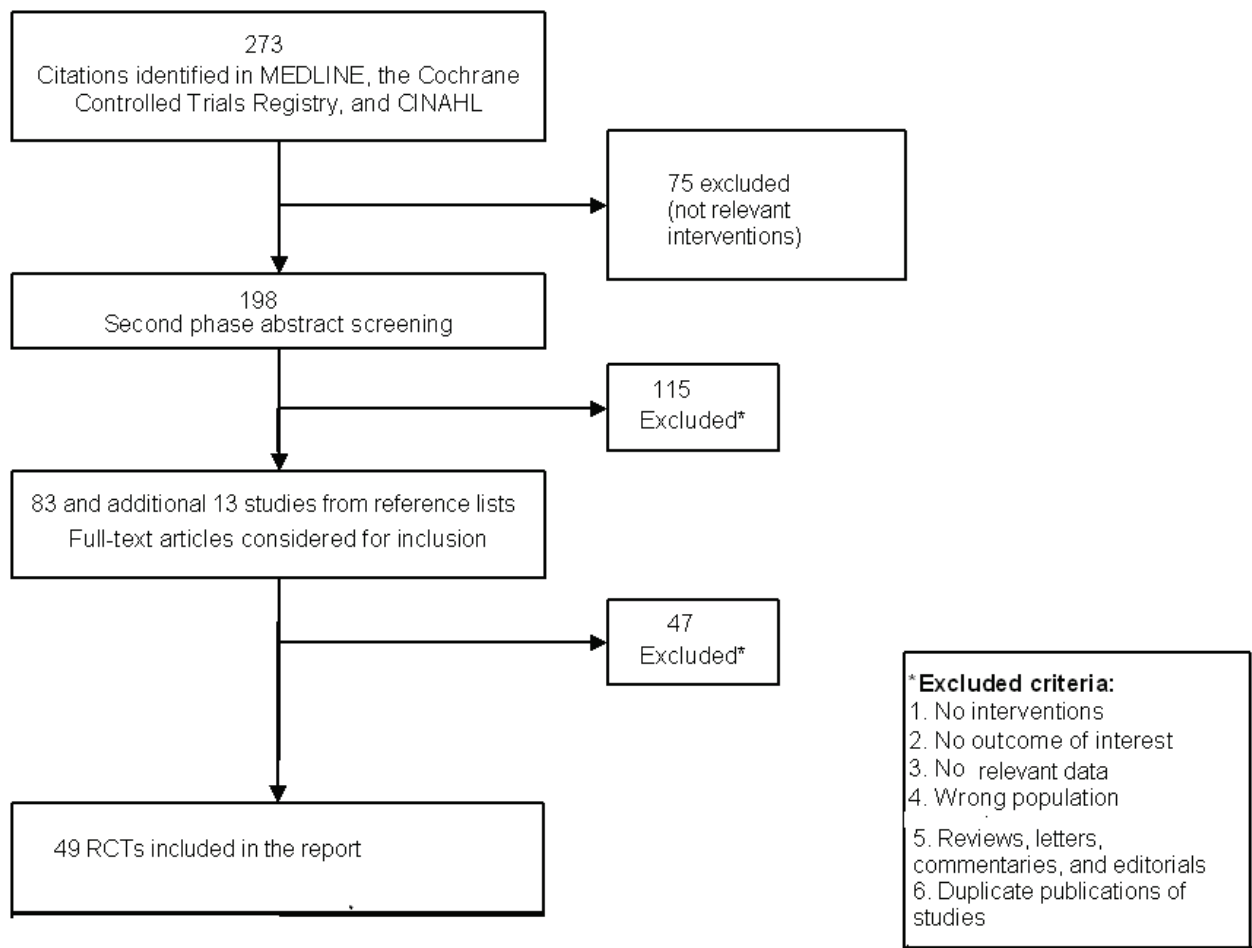 273
Citations identified in MEDLINE, the Cochrane
Controlled Trials Registry, and CINAHL
75 excluded
(not relevant
interventions)
198
Second phase abstract screening
115
Excluded*
83 and additional 13 studies from reference lists
Full-text articles considered for inclusion
47
Excluded*
49 RCTs included in the report
*Excluded criteria:
1. No interventions
2. No outcome of interest
3. No relevant data
4. Wrong population
5. Reviews, letters,
commentaries, and editorials
6. Duplicate publications of
studies